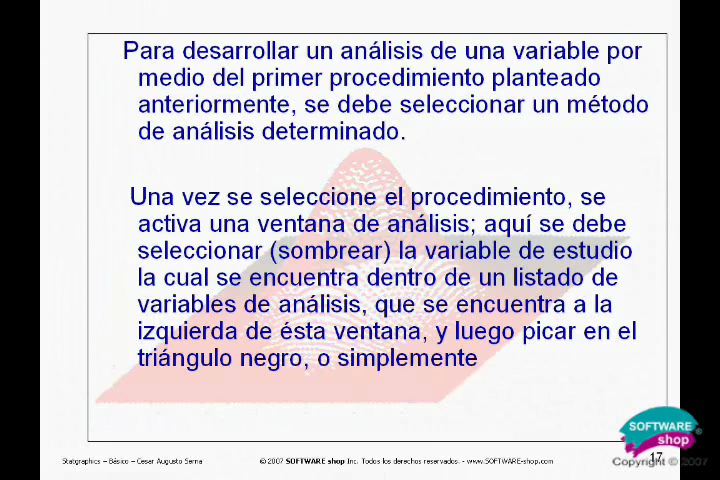 Para desarrollar un análisis de una variable por
medio del primer procedimiento planteado
anteriormente, se debe seleccionar un método
de análisis determinado.
Una vez se seleccione el procedimiento, se
activa una ventana de análisis; aquí se debe
seleccionar (sombrear) la variable de estudio
la cual se encuentra dentro de un listado de
variables de análisis, que se encuentra a la
izquierda de ésta ventana, y luego picar en el
triángulo negro, o simplemente
SOFTWARE®
shop
Statgraphics – Básico – Cesar Augusto Serna
© 2007 SOFTWARE shop Inc. Todos los derechos reservados. - www.SOFTWARE-shop.com
17
Copyright © 2007